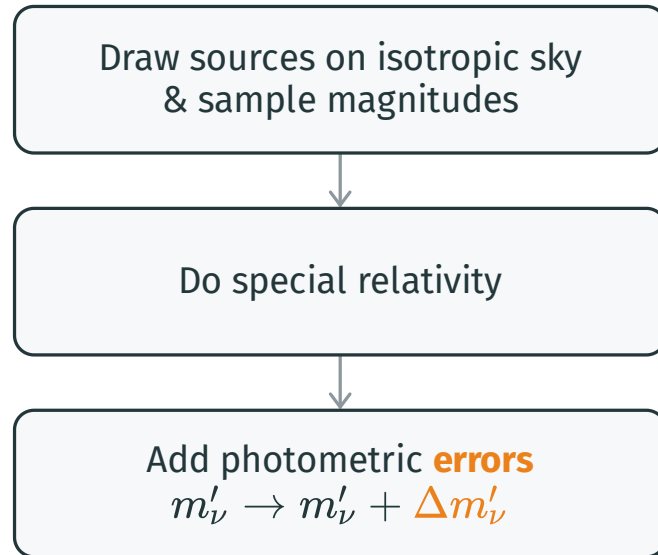 Draw sources on isotropic sky
& sample magnitudes
Do special relativity
Add photometric errors
m′ν → m′ν + Δm′ν